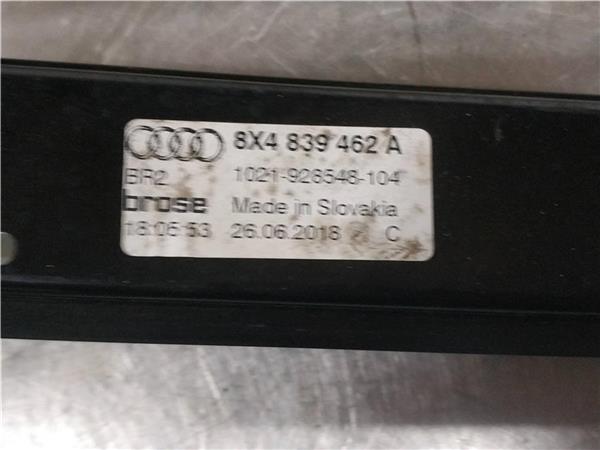 8X4 839 462 A
BR2 1021-926548-104
brose Made in Slovakia
18:06:53 26.06.2018 C